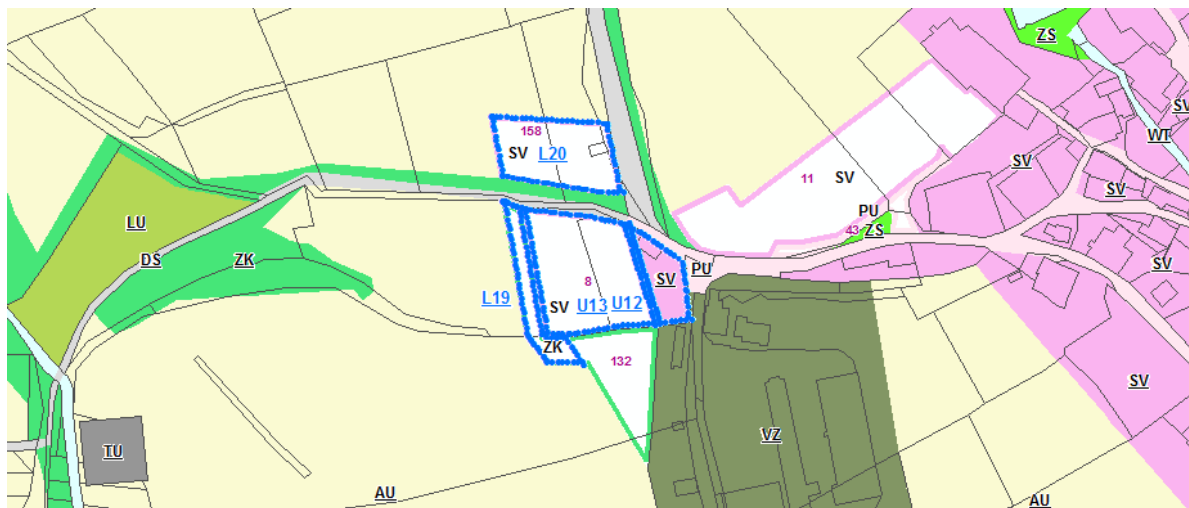 ZS
SV
158
SV L20
WT
SV
SV
11
SV
PU
43
ZS
LU
DS
ZK
SV
PU
SV
SV
L19
8
SV
U13
U12
ZK
132
SV
TU
VZ
AU
AU